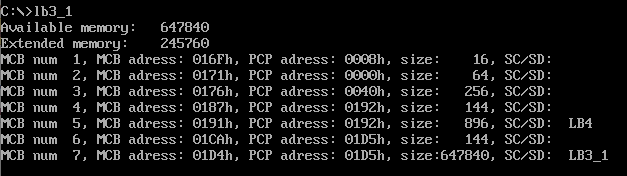 C:\>lb3_1
Available memory:   647840
Extended memory:    245760
MCB num  1, MCB adress: 016Fh, PCP adress: 0008h, size:    16, SC/SD:
MCB num  2, MCB adress: 0171h, PCP adress: 0000h, size:    64, SC/SD:
MCB num  3, MCB adress: 0176h, PCP adress: 0040h, size:   256, SC/SD:
MCB num  4, MCB adress: 0187h, PCP adress: 0192h, size:   144, SC/SD:
MCB num  5, MCB adress: 0191h, PCP adress: 0192h, size:   896, SC/SD:  LB4
MCB num  6, MCB adress: 01CAh, PCP adress: 01D5h, size:   144, SC/SD:
MCB num  7, MCB adress: 01D4h, PCP adress: 01D5h, size:647840, SC/SD:  LB3_1